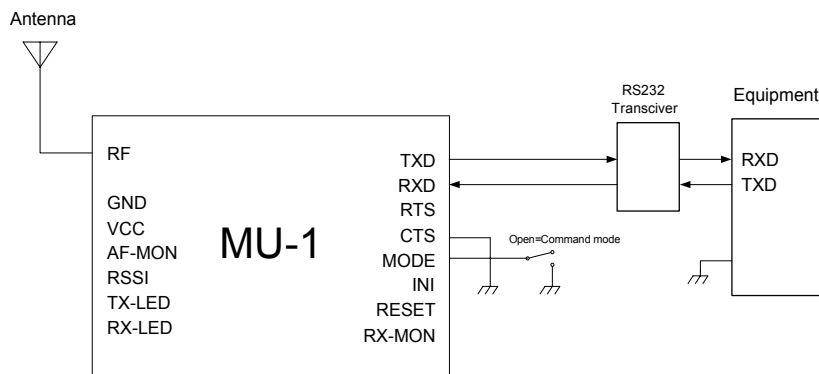 Antenna
RF
GND
VCC
AF-MON
RSSI
TX-LED
RX-LED
MU-1
TXD
RXD
RTS
CTS
MODE
INI
RESET
RX-MON
Open=Command mode
RS232
Transciver
Equipment
RXD
TXD